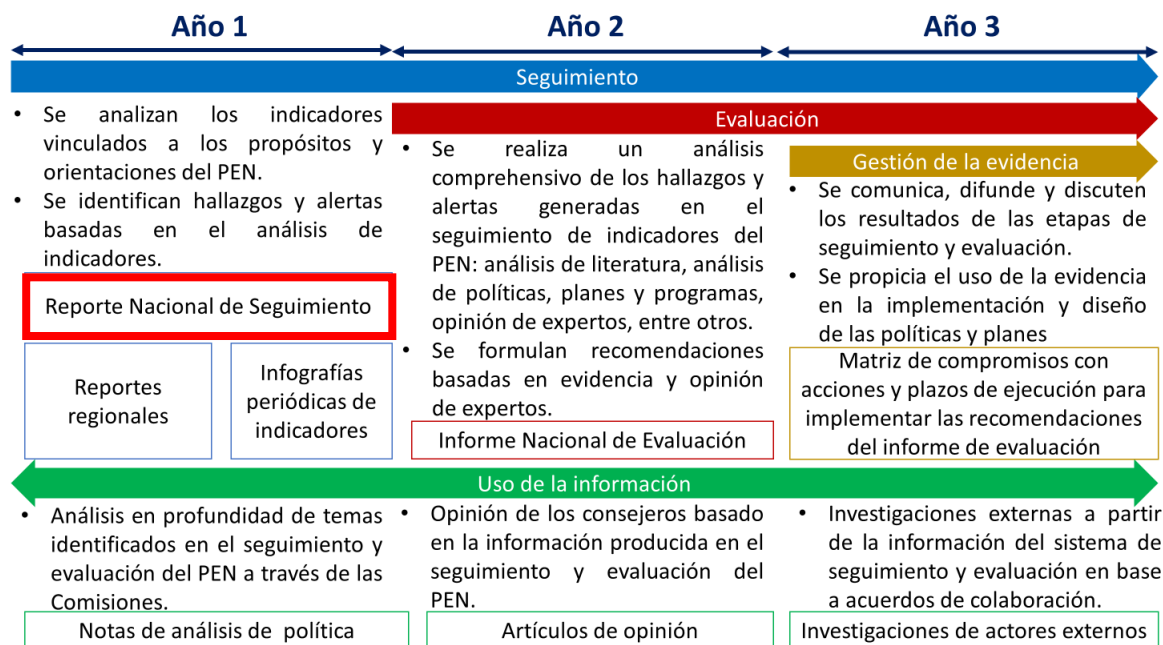 Año 1
Año 2
Año 3
Seguimiento
• Se analizan los indicadores
vinculados a los propósitos y
orientaciones del PEN.
• Se identifican hallazgos y alertas
basadas en el análisis de
indicadores.
Reporte Nacional de Seguimiento
Reportes
regionales
Infografías
periódicas de
indicadores
Evaluación
• Se realiza un análisis
comprehensivo de los hallazgos y
alertas generadas en el
seguimiento de indicadores del
PEN: análisis de literatura, análisis
de políticas, planes y programas,
opinión de expertos, entre otros.
• Se formulan recomendaciones
basadas en evidencia y opinión
de expertos.
Informe Nacional de Evaluación
Gestión de la evidencia
• Se comunica, difunde y discuten
los resultados de las etapas de
seguimiento y evaluación.
• Se propicia el uso de la evidencia
en la implementación y diseño
de las políticas y planes
Matriz de compromisos con
acciones y plazos de ejecución para
implementar las recomendaciones
del informe de evaluación
Uso de la información
• Análisis en profundidad de temas
identificados en el seguimiento y
evaluación del PEN a través de las
Comisiones.
Notas de análisis de política
• Opinión de los consejeros basado
en la información producida en el
seguimiento y evaluación del
PEN.
Artículos de opinión
• Investigaciones externas a partir
de la información del sistema de
seguimiento y evaluación en base
a acuerdos de colaboración.
Investigaciones de actores externos